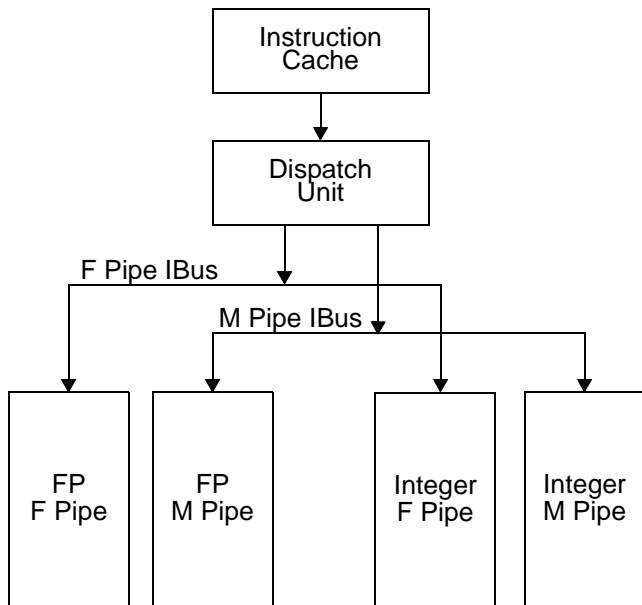 Instruction
Cache
Dispatch
Unit
F Pipe IBus
M Pipe IBus
FP
F Pipe
FP
M Pipe
Integer
F Pipe
Integer
M Pipe